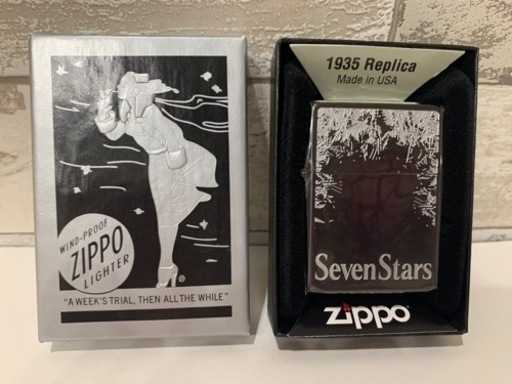 WIND-PROOF
ZIPPO
LIGHTER
®
"A WEEK'S TRIAL, THEN ALL THE WHILE"
1935 Replica
Made in USA
SevenStars
zippo